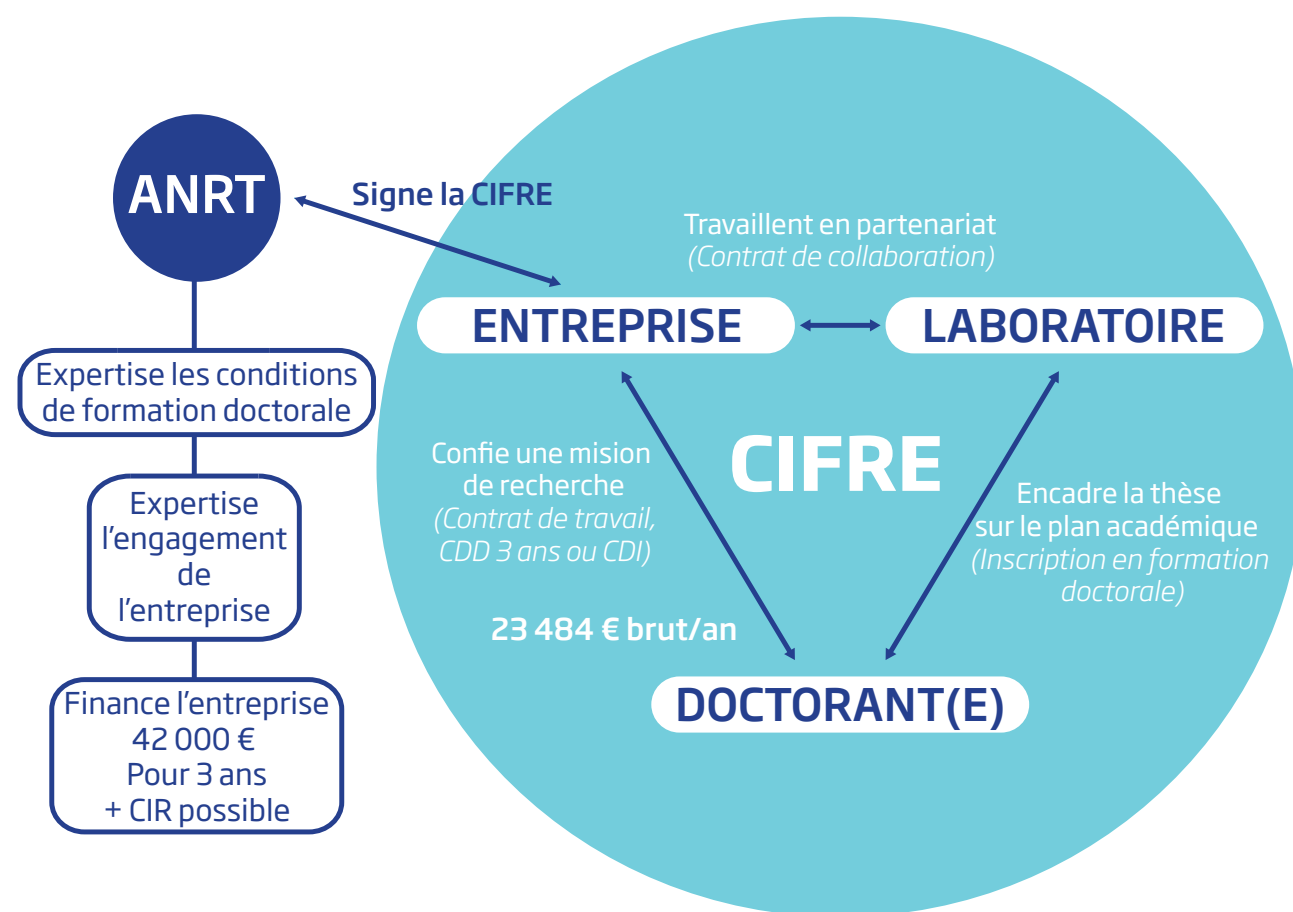 ANRT
Signe la CIFRE
Travaillent en partenariat
(Contrat de collaboration)
ENTREPRISE
LABORATOIRE
Expertise les conditions
de formation doctorale
Expertise
l'engagement
de
l'entreprise
Finance l'entreprise
42 000 €
Pour 3 ans
+ CIR possible
Confie une mision
de recherche
(Contrat de travail,
CDD 3 ans ou CDI)
23 484 € brut/an
CIFRE
Encadre la thèse
sur le plan académique
(Inscription en formation
doctorale)
DOCTORANT(E)